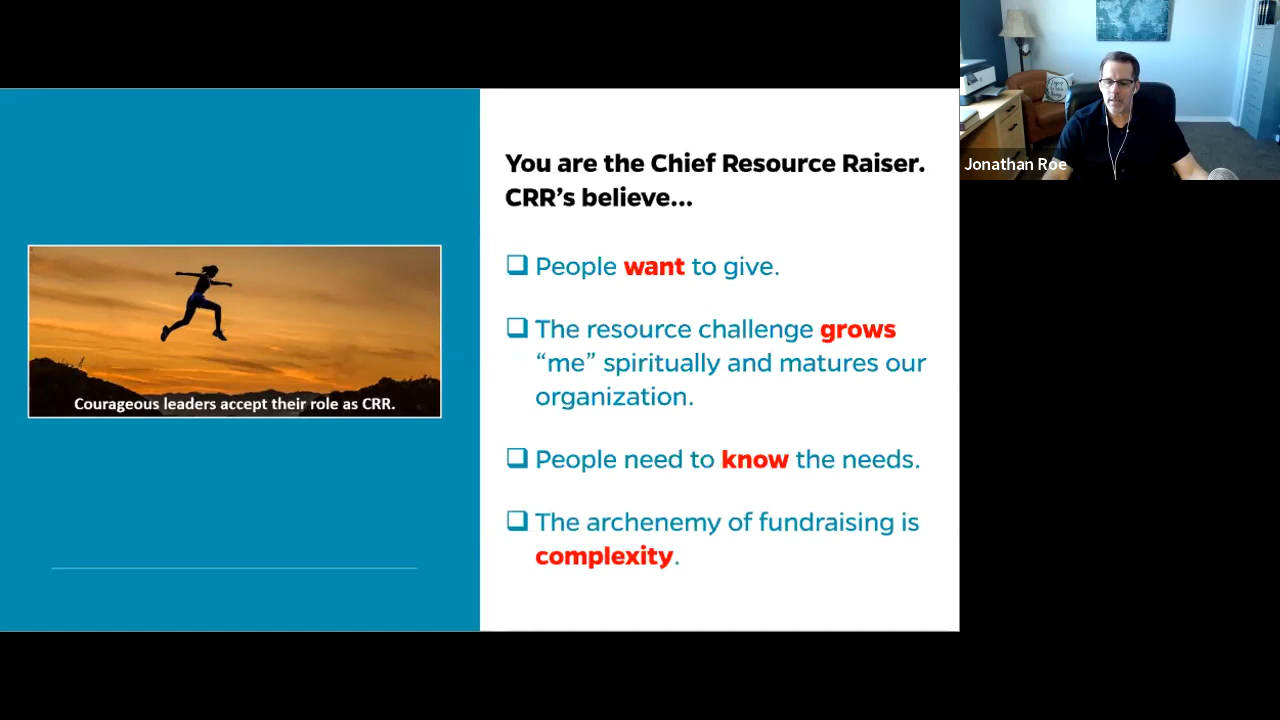 You are the Chief Resource Raiser.
CRR’s believe...
People want to give.
The resource challenge grows
“me” spiritually and matures our
organization.
People need to know the needs.
The archenemy of fundraising is
complexity.
Courageous leaders accept their role as CRR.
Jonathan Roe